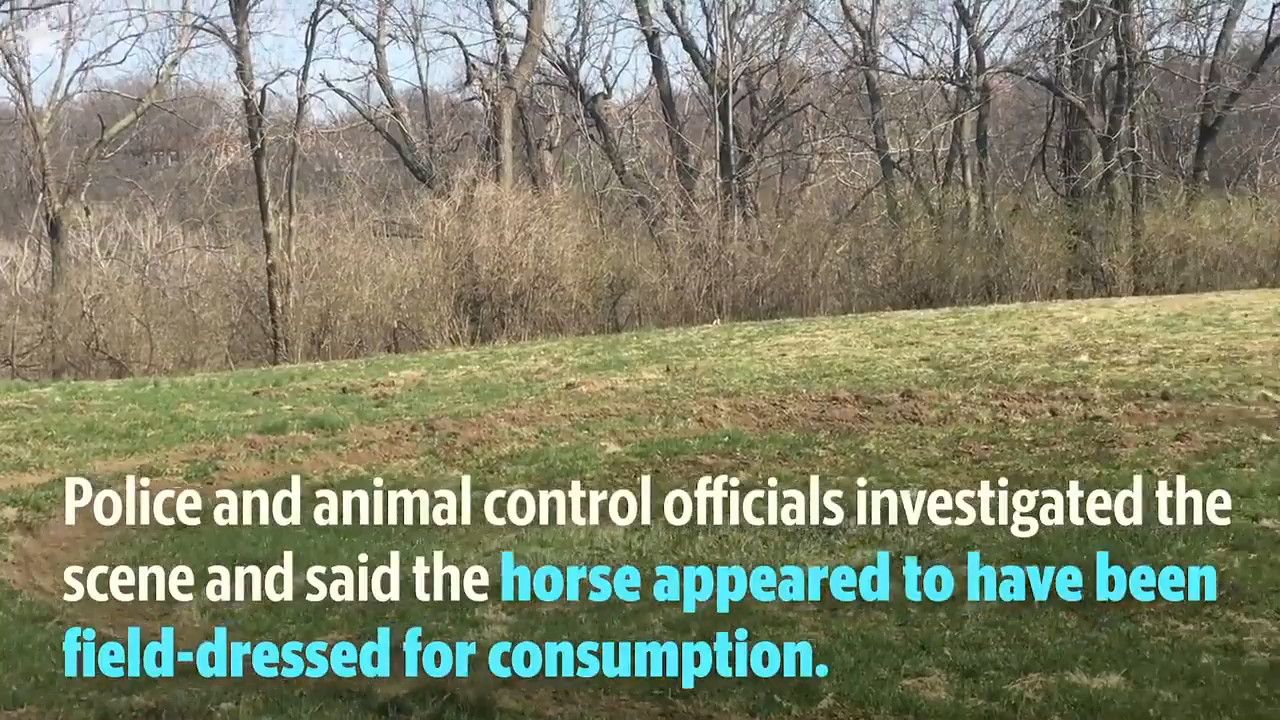 Police and animal control officials investigated the
scene and said the horse appeared to have been
field-dressed for consumption.